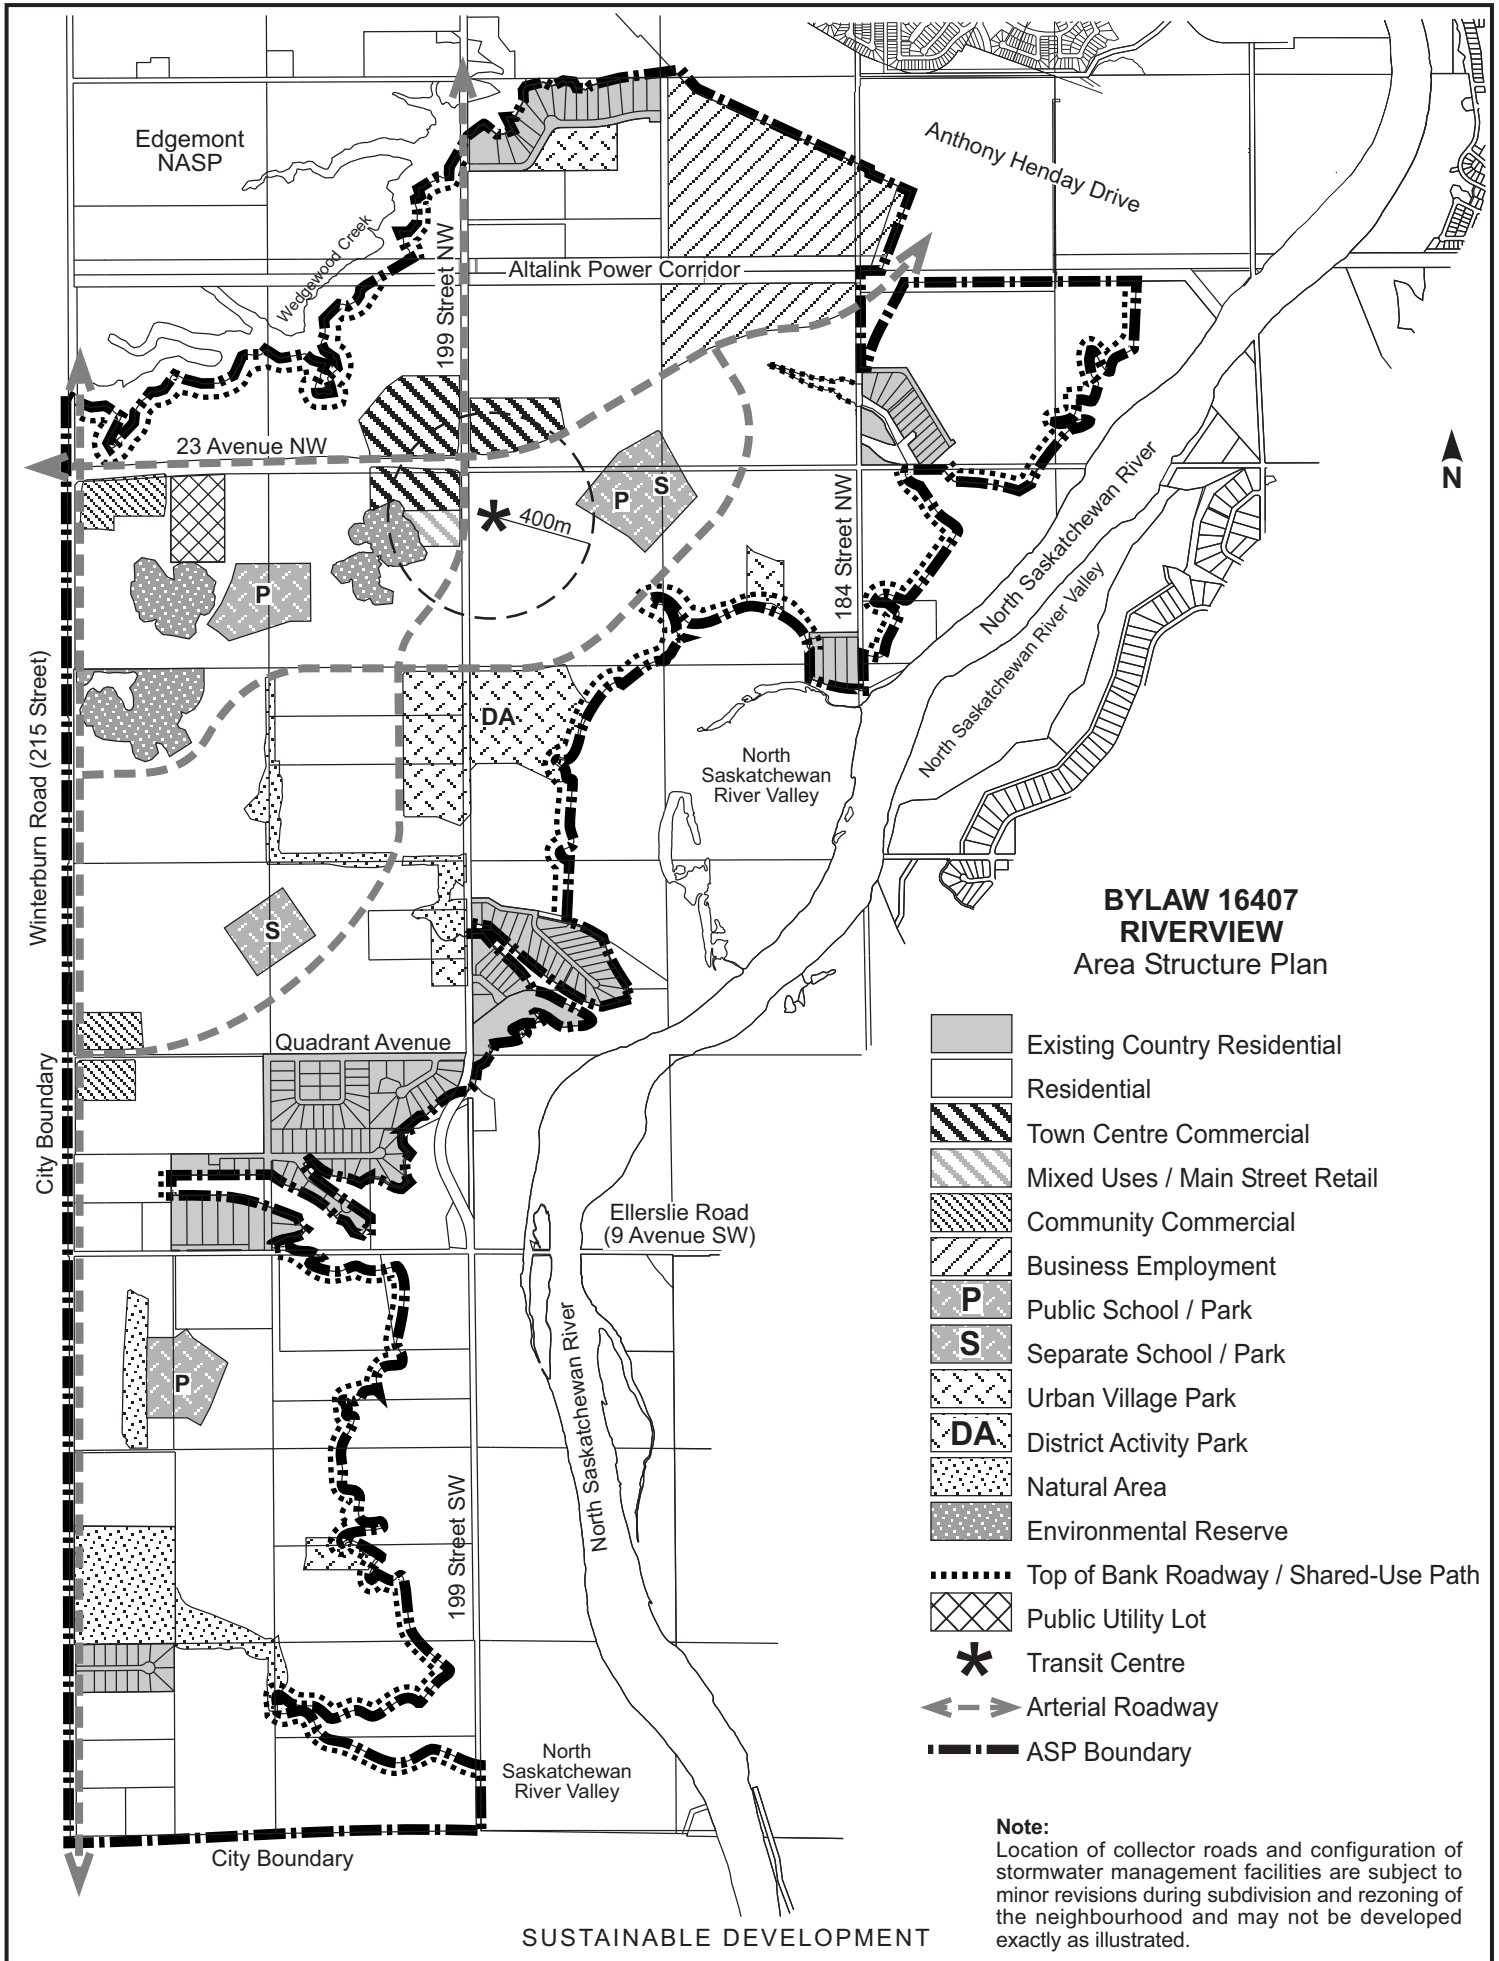 Edgemont
NASP
Anthony Henday Drive
Wedgewood Creek
199 Street NW
Altalink Power Corridor
23 Avenue NW
N
P
S
400m
184 Street NW
North Saskatchewan River
North Saskatchewan River Valley
P
Winterburn Road (215 Street)
DA
North
Saskatchewan
River Valley
S
BYLAW 16407
RIVERVIEW
Area Structure Plan
Quadrant Avenue
City Boundary
Ellerslie Road
(9 Avenue SW)
P
North Saskatchewan River
199 Street SW
North
Saskatchewan
River Valley
City Boundary
Existing Country Residential
Residential
Town Centre Commercial
Mixed Uses / Main Street Retail
Community Commercial
Business Employment
P Public School / Park
S Separate School / Park
Urban Village Park
DA District Activity Park
Natural Area
Environmental Reserve
Top of Bank Roadway / Shared-Use Path
Public Utility Lot
Transit Centre
Arterial Roadway
ASP Boundary
Note:
Location of collector roads and configuration of
stormwater management facilities are subject to
minor revisions during subdivision and rezoning of
the neighbourhood and may not be developed
exactly as illustrated.
SUSTAINABLE DEVELOPMENT